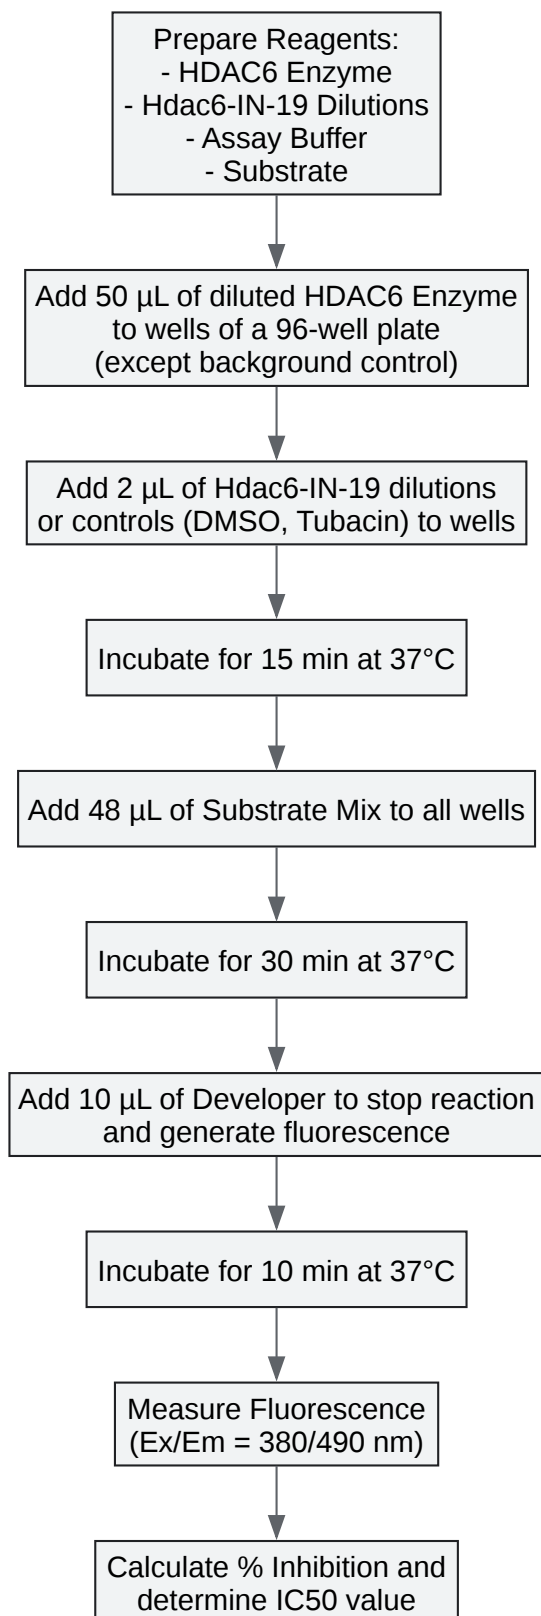 Prepare Reagents:
- HDAC6 Enzyme
- Hdac6-IN-19 Dilutions
- Assay Buffer
- Substrate
Add 50 µL of diluted HDAC6 Enzyme
to wells of a 96-well plate
(except background control)
Add 2 µL of Hdac6-IN-19 dilutions
or controls (DMSO, Tubacin) to wells
Incubate for 15 min at 37°C
Add 48 µL of Substrate Mix to all wells
Incubate for 30 min at 37°C
Add 10 µL of Developer to stop reaction
and generate fluorescence
Incubate for 10 min at 37°C
Measure Fluorescence
(Ex/Em = 380/490 nm)
Calculate % Inhibition and
determine IC50 value